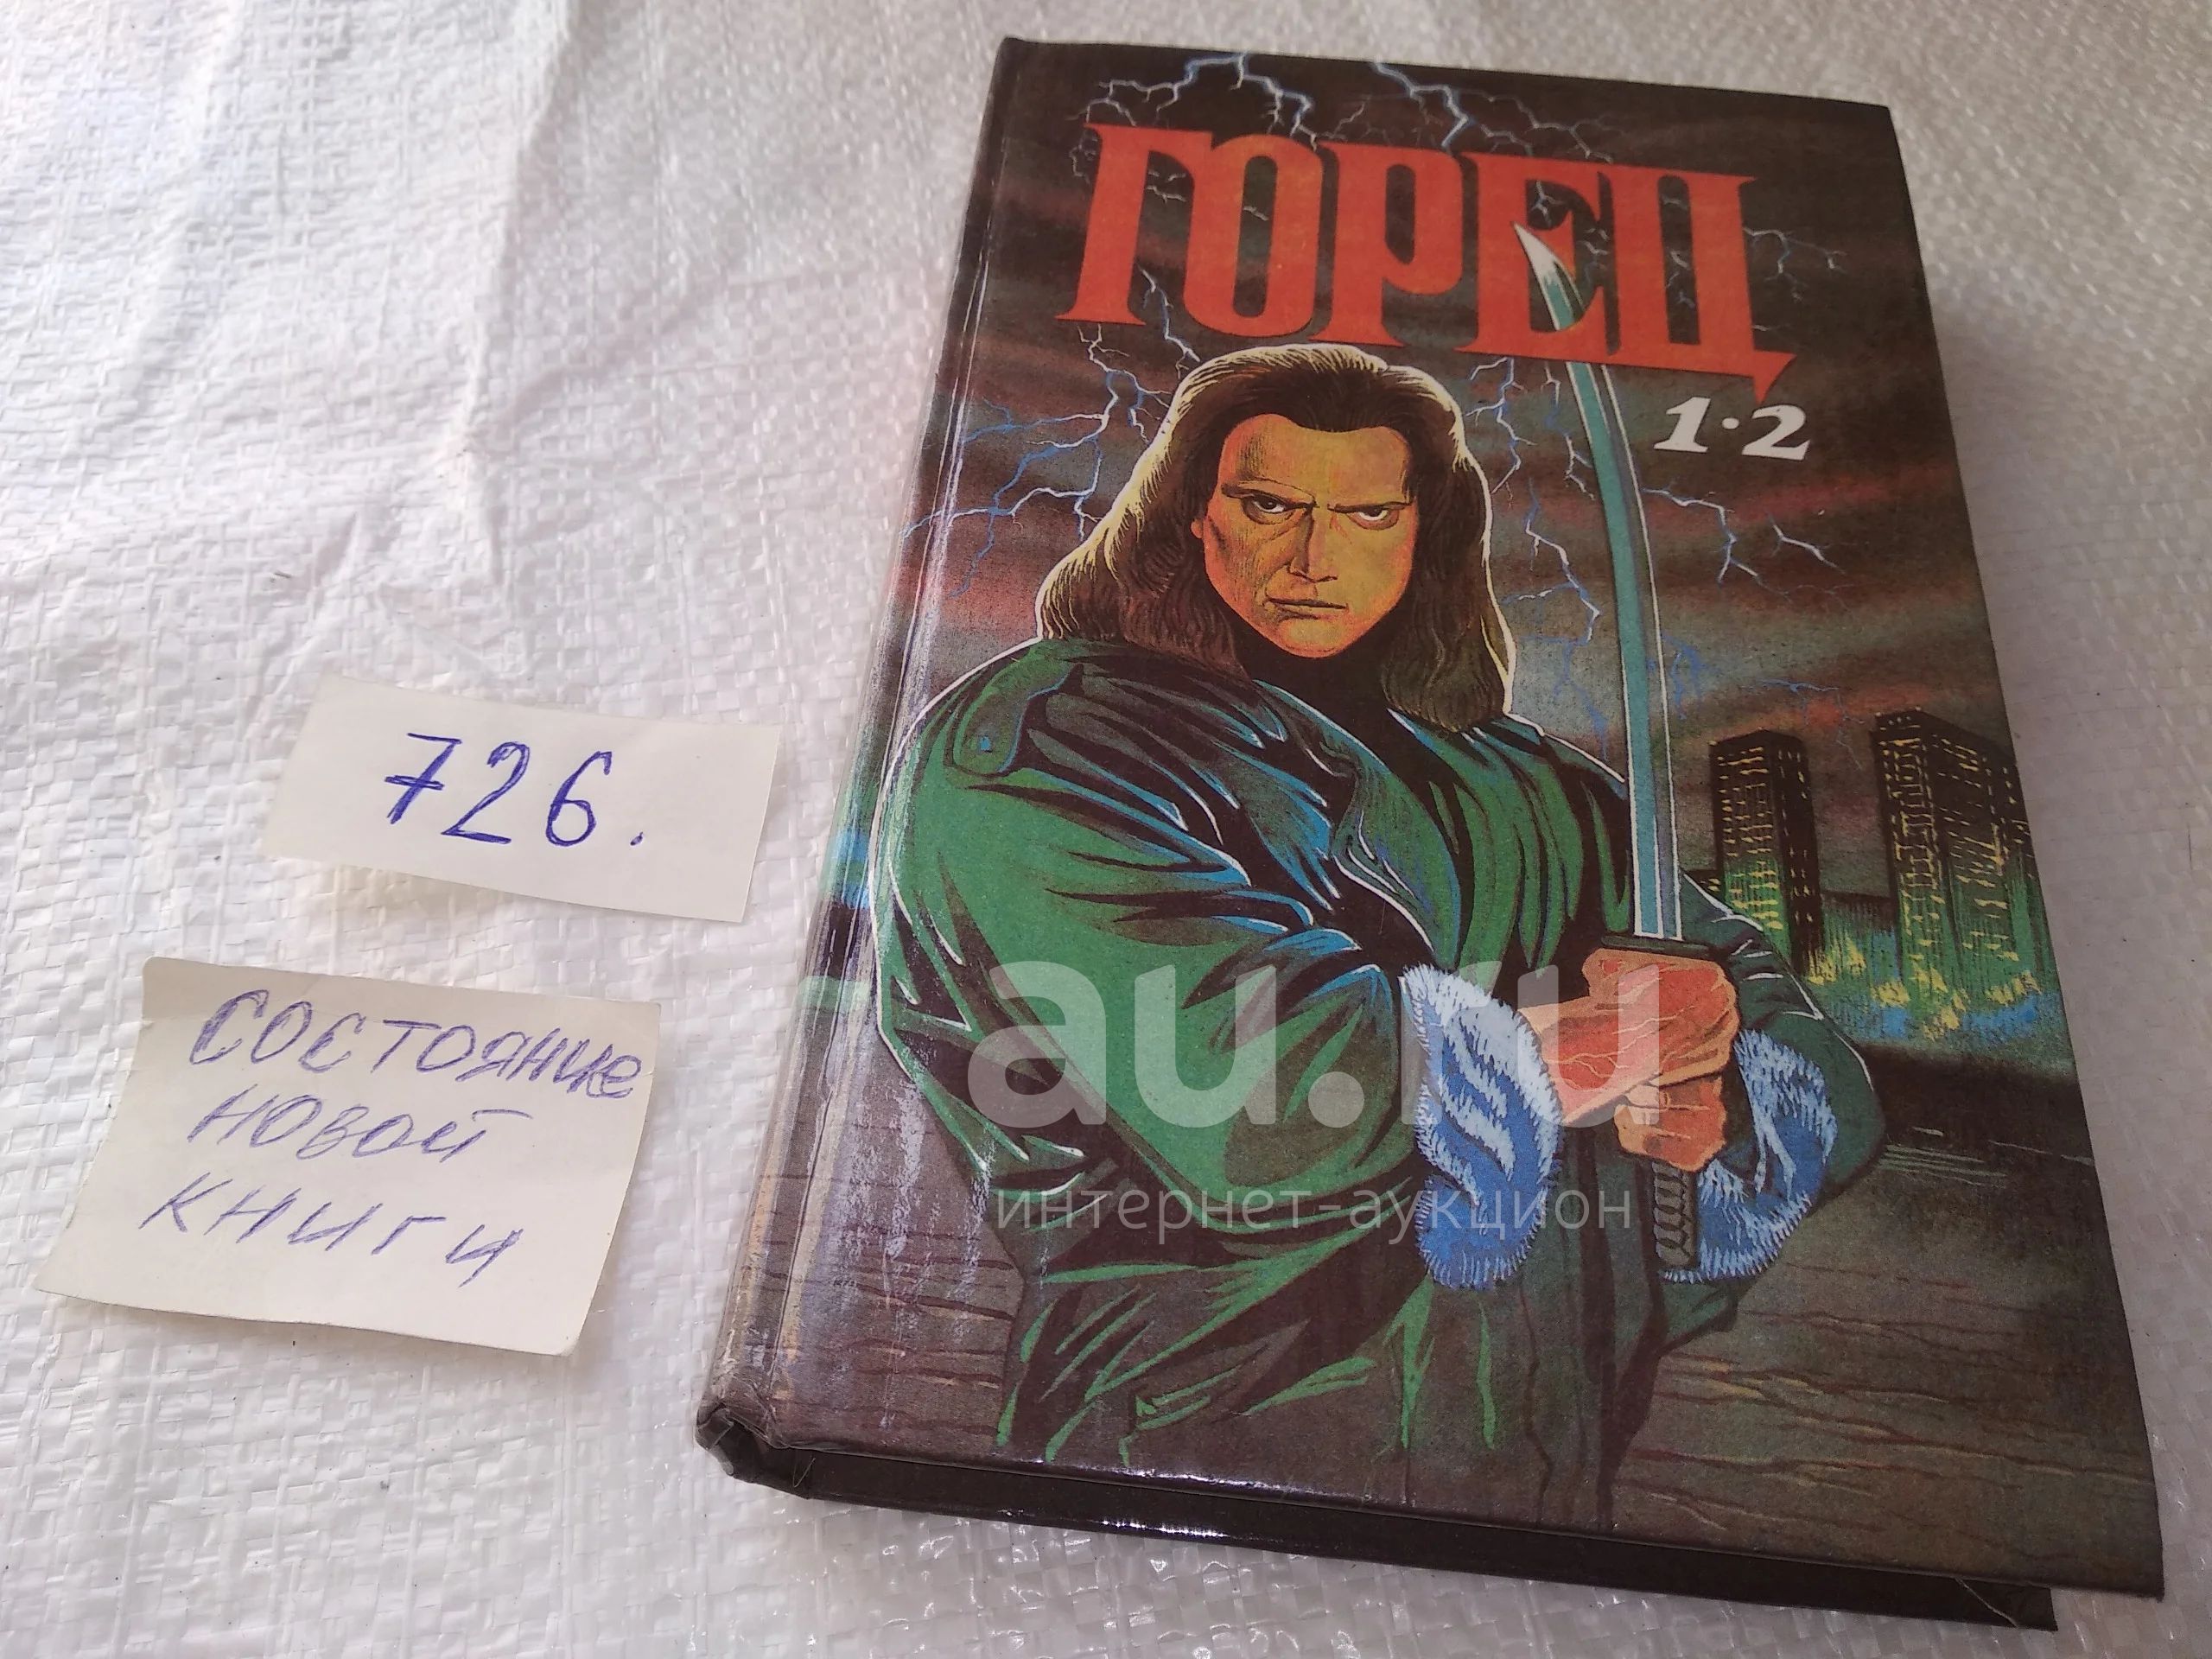 ГОРЕЦ
1·2
726.
СОСТОЯНИЕ
НОВОЙ
КНИГИ
au.ru
интернет-аукцион